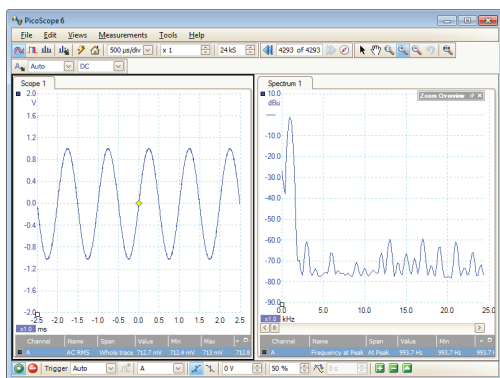 PicoScope 6
File Edit Views Measurements Tools Help
500 µs/div x 1 24 kS 4293 of 4293
A Auto DC
Scope 1
2.0
V
1.6
1.2
0.8
0.4
0.0
-0.4
-0.8
-1.2
-1.6
-2.0
-2.5 -2.0 -1.5 -1.0 -0.5 0.0 0.5 1.0 1.5 2.0 2.5
x1.0 ms
Channel Name Span Value Min Max
A AC RMS Whole trace 712.7 mV 712.4 mV 713 mV 712.8
Spectrum 1
10.0
dBu
Zoom Overview
-10.0
-20.0
-30.0
-40.0
-50.0
-60.0
-70.0
-80.0
-90.0
0.0 5.0 10.0 15.0 20.0 25.0
x1.0 kHz
Channel Name Span Value Min
A Frequency at Peak At Peak 993.7 Hz 993.7 Hz 993.7
Trigger Auto A 0 V 50 % 0 s